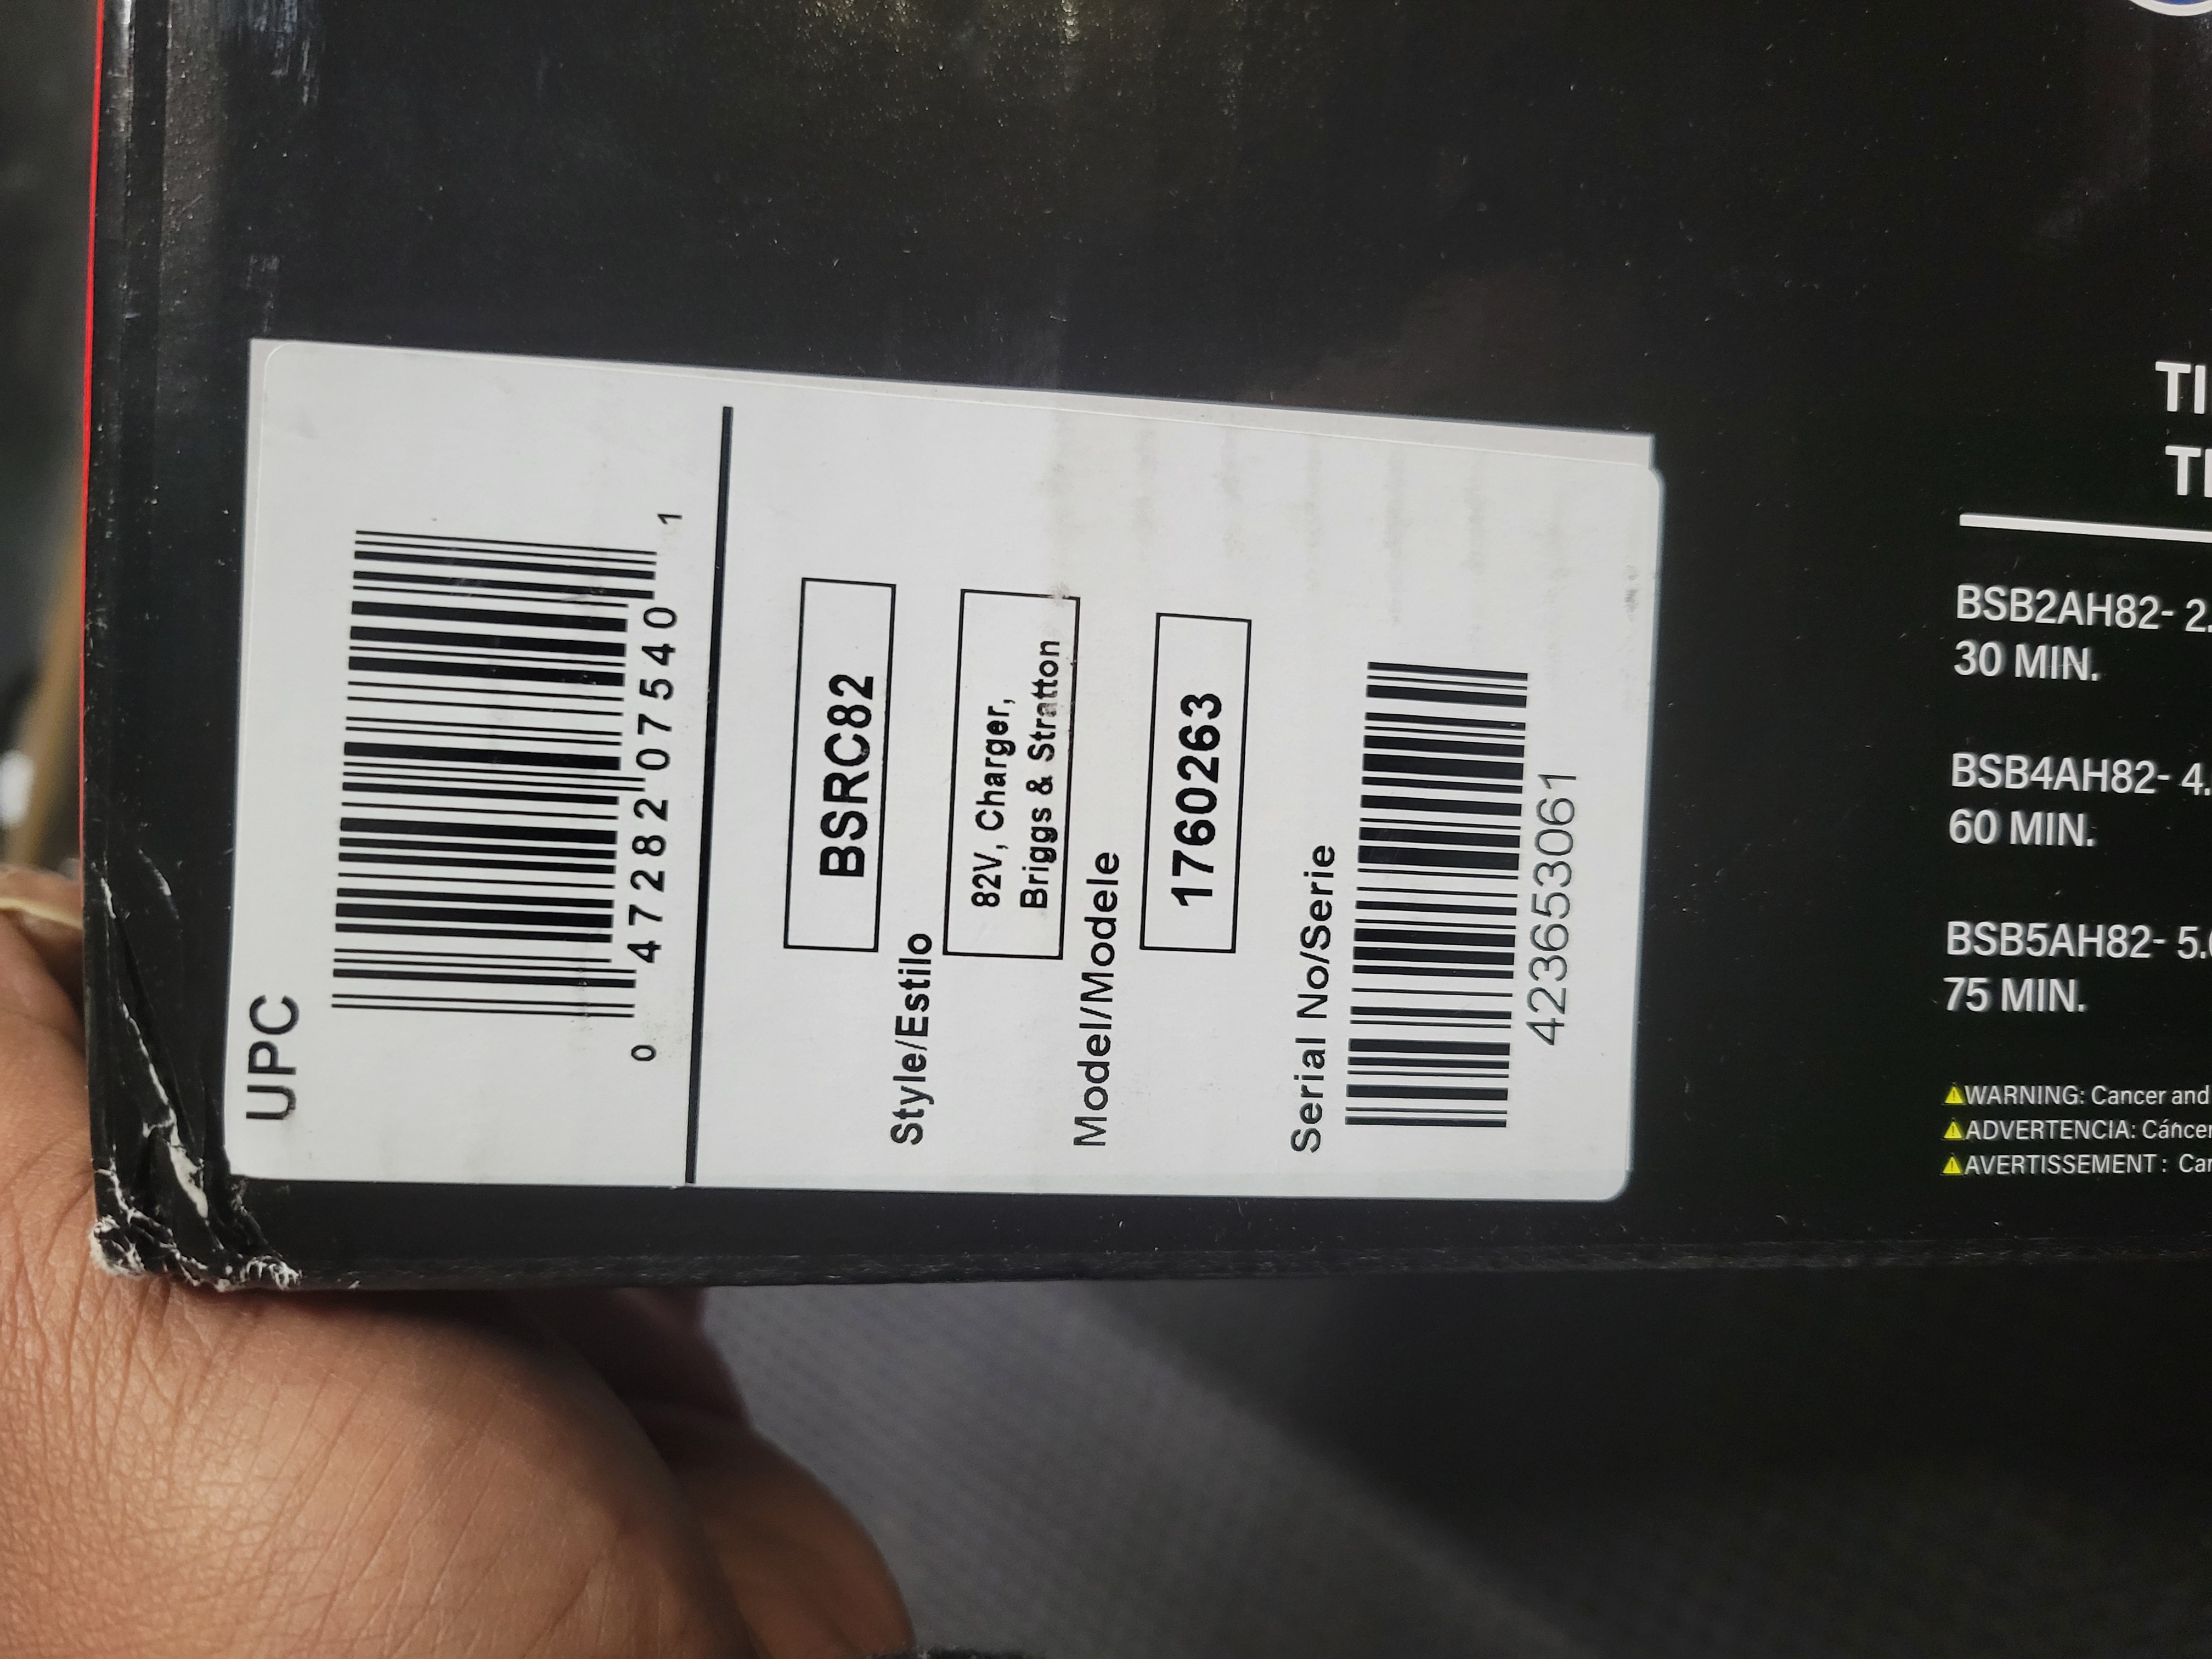 UPC
0 47282 07540 1
BSRC82
Style/Estilo
82V, Charger,
Briggs & Stratton
Model/Modele
1760263
Serial No/Serie
423653061
BSB2AH82- 2.
30 MIN.
BSB4AH82- 4.
60 MIN.
BSB5AH82- 5.
75 MIN.
WARNING: Cancer and
ADVERTENCIA: Cáncer
AVERTISSEMENT :